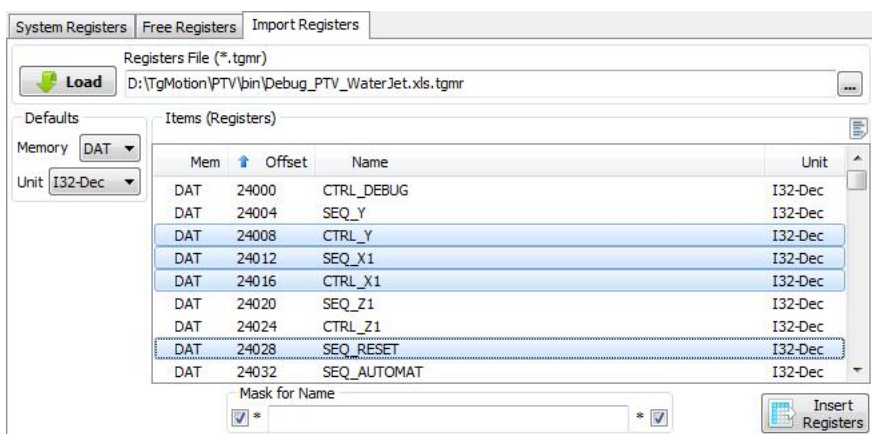 System Registers Free Registers Import Registers
Registers File (*.tgmr)
Load D:\TgMotion\PTV\bin\Debug_PTV_WaterJet.xls.tgmr ...
Defaults Items (Registers)
Memory DAT
Unit I32-Dec
Mem Offset Name Unit
DAT 24000 CTRL_DEBUG I32-Dec
DAT 24004 SEQ_Y I32-Dec
DAT 24008 CTRL_Y I32-Dec
DAT 24012 SEQ_X1 I32-Dec
DAT 24016 CTRL_X1 I32-Dec
DAT 24020 SEQ_Z1 I32-Dec
DAT 24024 CTRL_Z1 I32-Dec
DAT 24028 SEQ_RESET I32-Dec
DAT 24032 SEQ_AUTOMAT I32-Dec
Mask for Name
* *
Insert
Registers